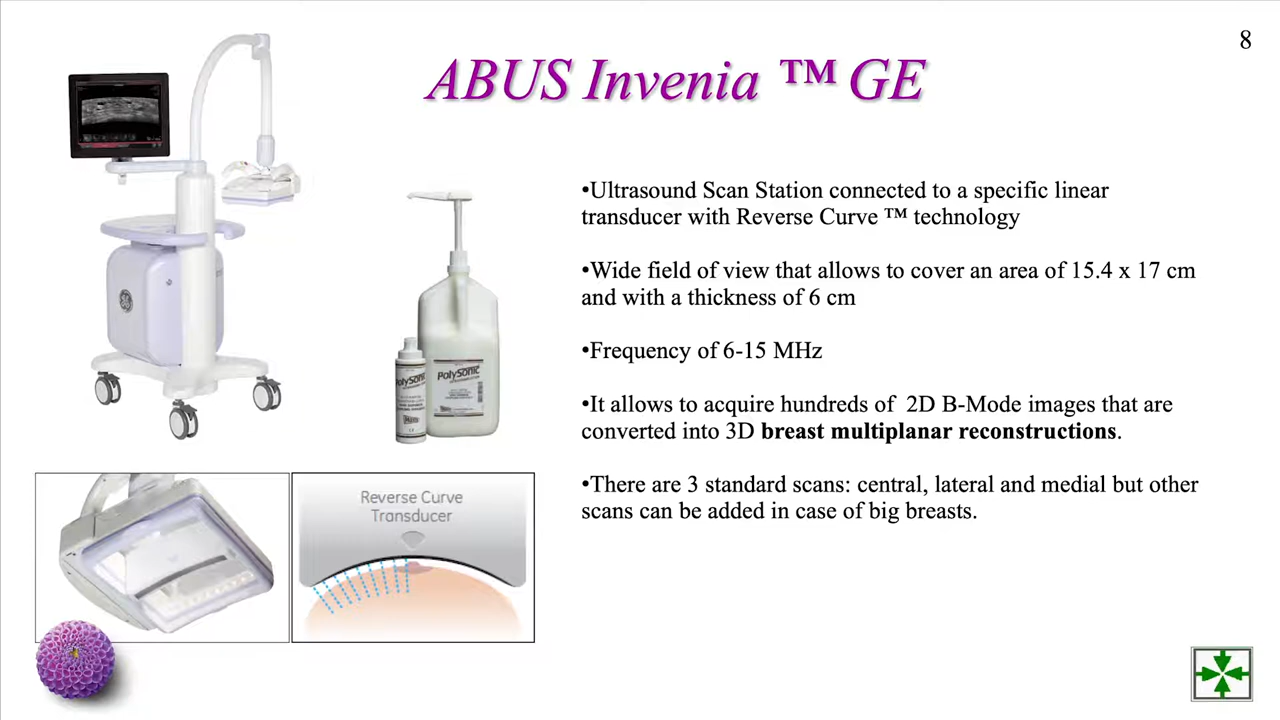 8
ABUS Invenia ™ GE
•Ultrasound Scan Station connected to a specific linear
transducer with Reverse Curve ™ technology
•Wide field of view that allows to cover an area of 15.4 x 17 cm
and with a thickness of 6 cm
•Frequency of 6-15 MHz
•It allows to acquire hundreds of 2D B-Mode images that are
converted into 3D breast multiplanar reconstructions.
•There are 3 standard scans: central, lateral and medial but other
scans can be added in case of big breasts.
PolySonic
PolySonic
Reverse Curve
Transducer